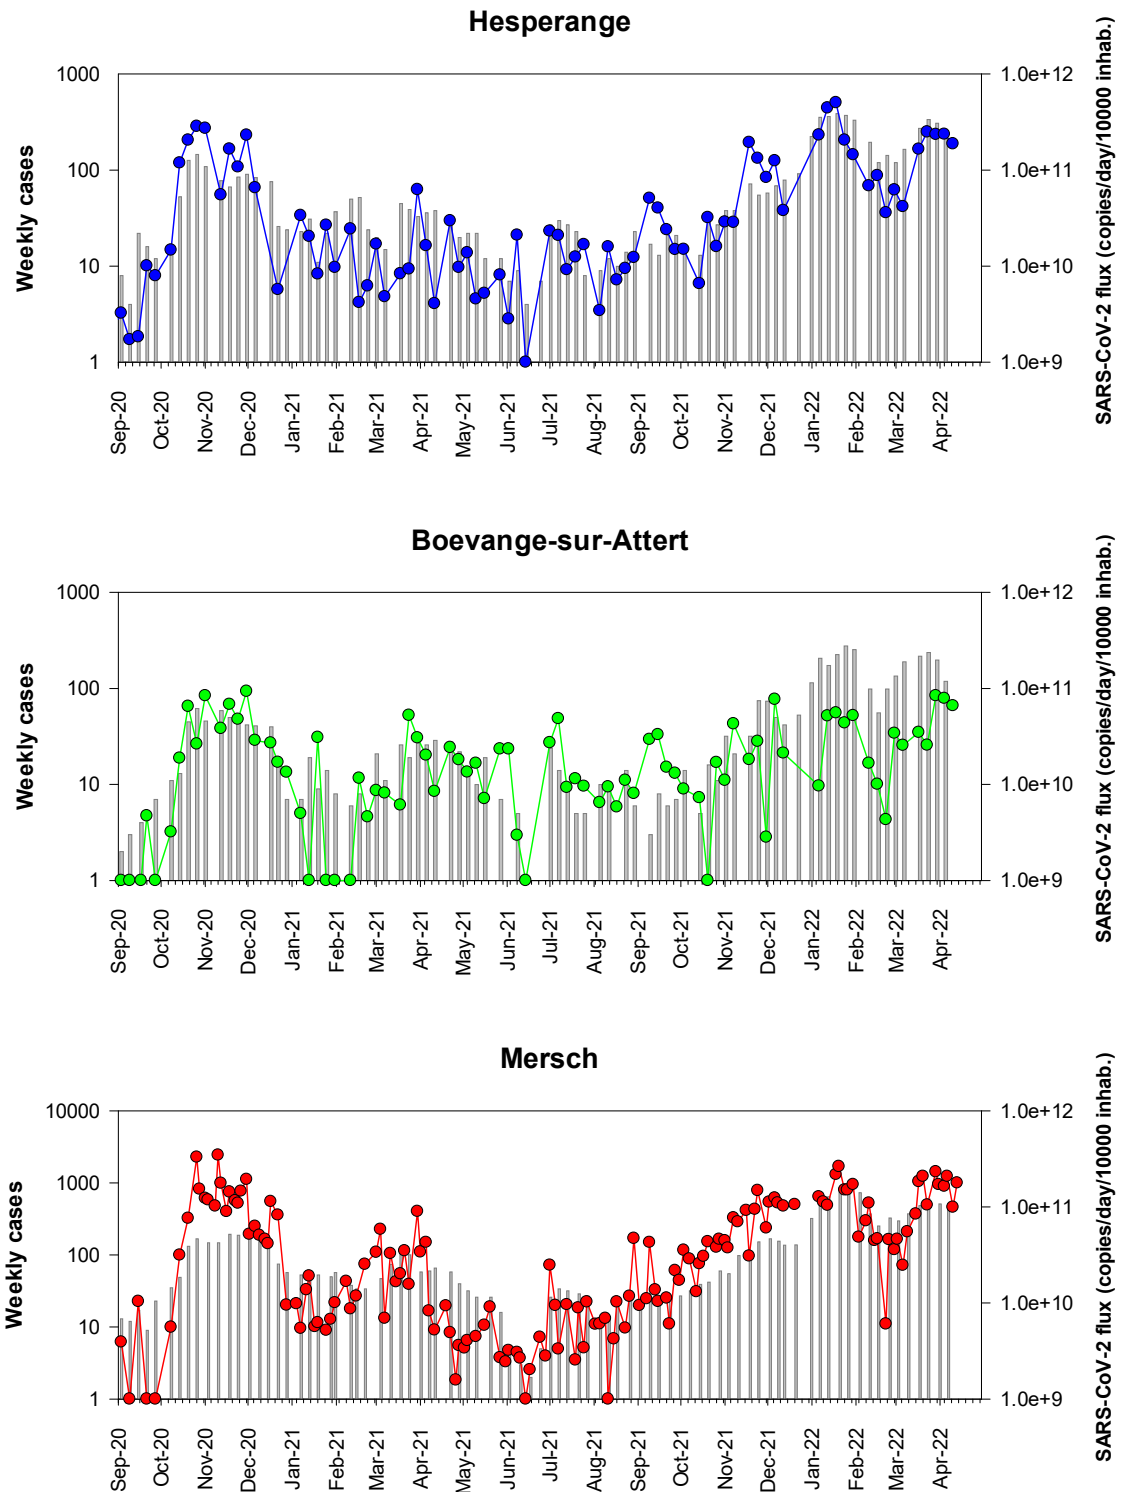 Hesperange
Weekly cases
1000
100
10
1
1.0e+12
1.0e+11
1.0e+10
1.0e+9
SARS-CoV-2 flux (copies/day/10000 inhab.)
Sep-20
Oct-20
Nov-20
Dec-20
Jan-21
Feb-21
Mar-21
Apr-21
May-21
Jun-21
Jul-21
Aug-21
Sep-21
Oct-21
Nov-21
Dec-21
Jan-22
Feb-22
Mar-22
Apr-22
Boevange-sur-Attert
Weekly cases
1000
100
10
1
1.0e+12
1.0e+11
1.0e+10
1.0e+9
SARS-CoV-2 flux (copies/day/10000 inhab.)
Sep-20
Oct-20
Nov-20
Dec-20
Jan-21
Feb-21
Mar-21
Apr-21
May-21
Jun-21
Jul-21
Aug-21
Sep-21
Oct-21
Nov-21
Dec-21
Jan-22
Feb-22
Mar-22
Apr-22
Mersch
Weekly cases
10000
1000
100
10
1
1.0e+12
1.0e+11
1.0e+10
1.0e+9
SARS-CoV-2 flux (copies/day/10000 inhab.)
Sep-20
Oct-20
Nov-20
Dec-20
Jan-21
Feb-21
Mar-21
Apr-21
May-21
Jun-21
Jul-21
Aug-21
Sep-21
Oct-21
Nov-21
Dec-21
Jan-22
Feb-22
Mar-22
Apr-22